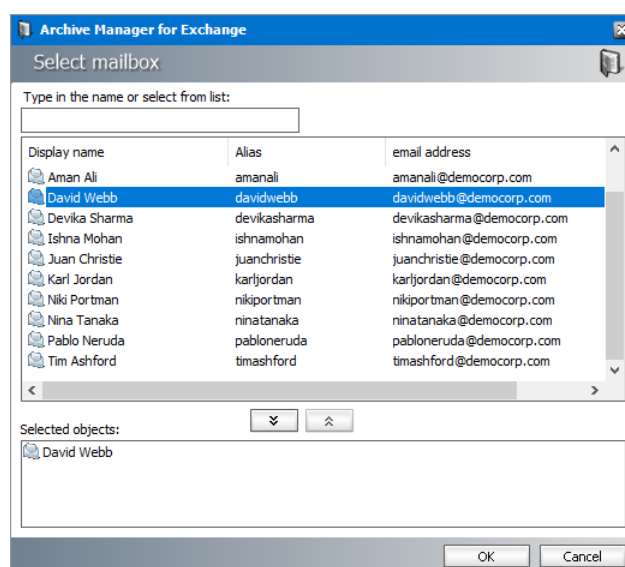 Archive Manager for Exchange
Select mailbox
Type in the name or select from list:
Display name Alias email address
Aman Ali amanali amanali@democorp.com
David Webb davidwebb davidwebb@democorp.com
Devika Sharma devikasharma devikasharma@democorp.com
Ishna Mohan ishnamohan ishnamohan@democorp.com
Juan Christie juanchristie juanchristie@democorp.com
Karl Jordan karljordan karljordan@democorp.com
Niki Portman nikiportman nikiportman@democorp.com
Nina Tanaka ninatanaka ninatanaka@democorp.com
Pablo Neruda pabloneruda pabloneruda@democorp.com
Tim Ashford timashford timashford@democorp.com
Selected objects:
David Webb
OK Cancel